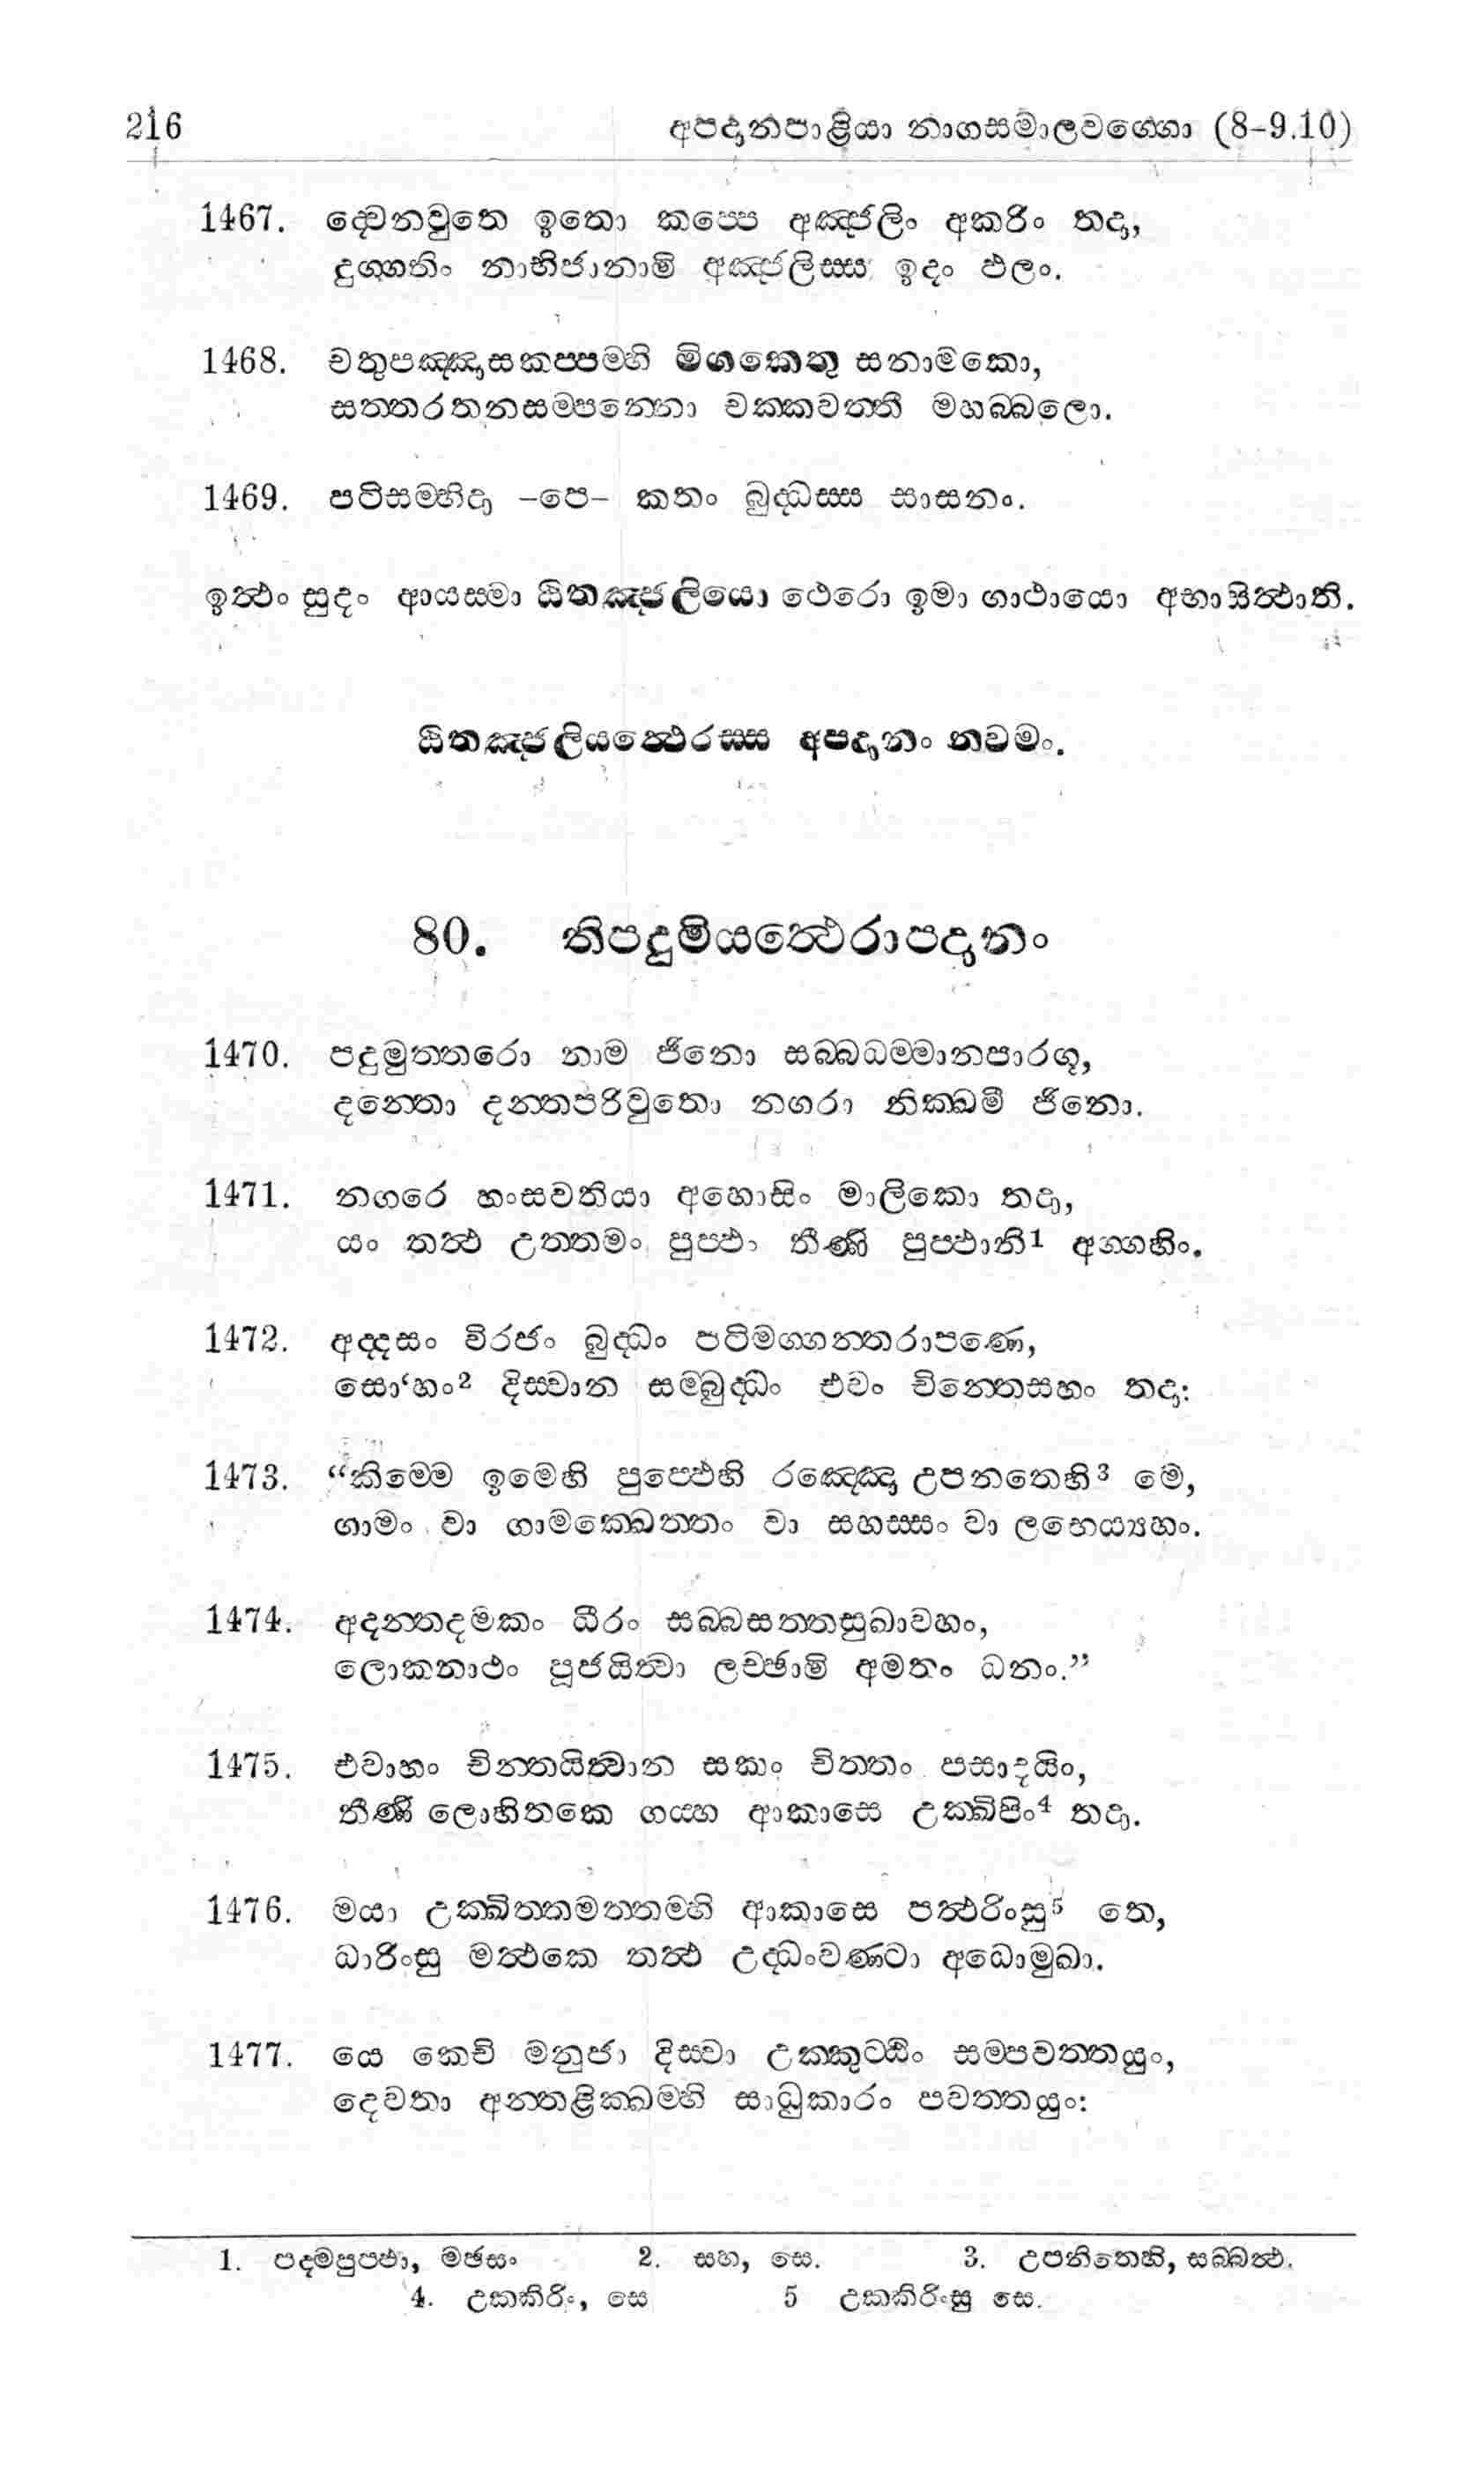 216 අපදානපාළියා නාගසමාලවග්ගො (8-9.10)
1467. ද්වෙනවුතෙ ඉතො කප්පෙ අඤ්ජලිං අකරිං තදා,
දුග්ගතිං නාභිජානාමි අඤ්ජලිස්ස ඉදං ඵලං.
1468. චතුපඤ්ඤාසකප්පම්හි මිගකෙතු සනාමකො,
සත්තරතනසම්පන්නො චක්කවත්තී මහබ්බලො.
1469. පටිසම්භිදා -පෙ- කතං බුද්ධස්ස සාසනං.
ඉත්ථං සුදං ආයස්මා ඨිතඤ්ජලියො ථෙරො ඉමා ගාථායො අභාසිත්ථාති.
ඨිතඤ්ජලියත්ථෙරස්ස අපදානං නවමං.
80. තිපදුමියත්ථෙරාපදානං
1470. පදුමුත්තරො නාම ජිනො සබ්බධම්මානපාරගූ,
දන්තො දන්තපරිවුතො නගරා නික්ඛමී ජිනො.
1471. නගරෙ හංසවතියා අහොසිං මාලිකො තදා,
යං තත්ථ උත්තමං පුප්ඵා තීණි පුප්ඵානි1 අග්ගහිං.
1472. අද්දසං විරජං බුද්ධං පටිමග්ගන්තරාපණෙ,
සො‘හං2 දිස්වාන සම්බුද්ධං එවං චින්තෙසහං තදා:
1473. “කිම්මෙ ඉමෙහි පුප්ඵෙහි රඤ්ඤො උපනතෙහි3 මෙ,
ගාමං වා ගාමක්ඛෙත්තං වා සහස්සං වා ලභෙය්‍යහං.
1474. අදන්තදමකං ධීරං සබ්බසත්තසුඛාවහං,
ලොකනාථං පූජයිත්වා ලච්ඡාමි අමතං ධනං.”
1475. එවාහං චින්තයිත්වාන සකං චිත්තං පසාදයිං,
තීණි ලොහිතකෙ ගය්හ ආකාසෙ උක්ඛිපිං4 තදා.
1476. මයා උක්ඛිත්තමත්තම්හි ආකාසෙ පත්ථරිංසු5 තෙ,
ධාරිංසු මත්ථකෙ තත්ථ උද්ධංවණ්ටා අධොමුඛා.
1477. යෙ කෙචි මනුජා දිස්වා උක්කුට්ඨිං සම්පවත්තයුං,
දෙවතා අන්තළික්ඛම්හි සාධුකාරං පවත්තයුං:
1. පදමපුප්ඵා, මඡසං 2. සහ, සෙ. 3. උපනිතෙහි, සබ්බත්ථ.
4. උක්කිරිං, සෙ 5 උක්කිරිංසු සෙ.